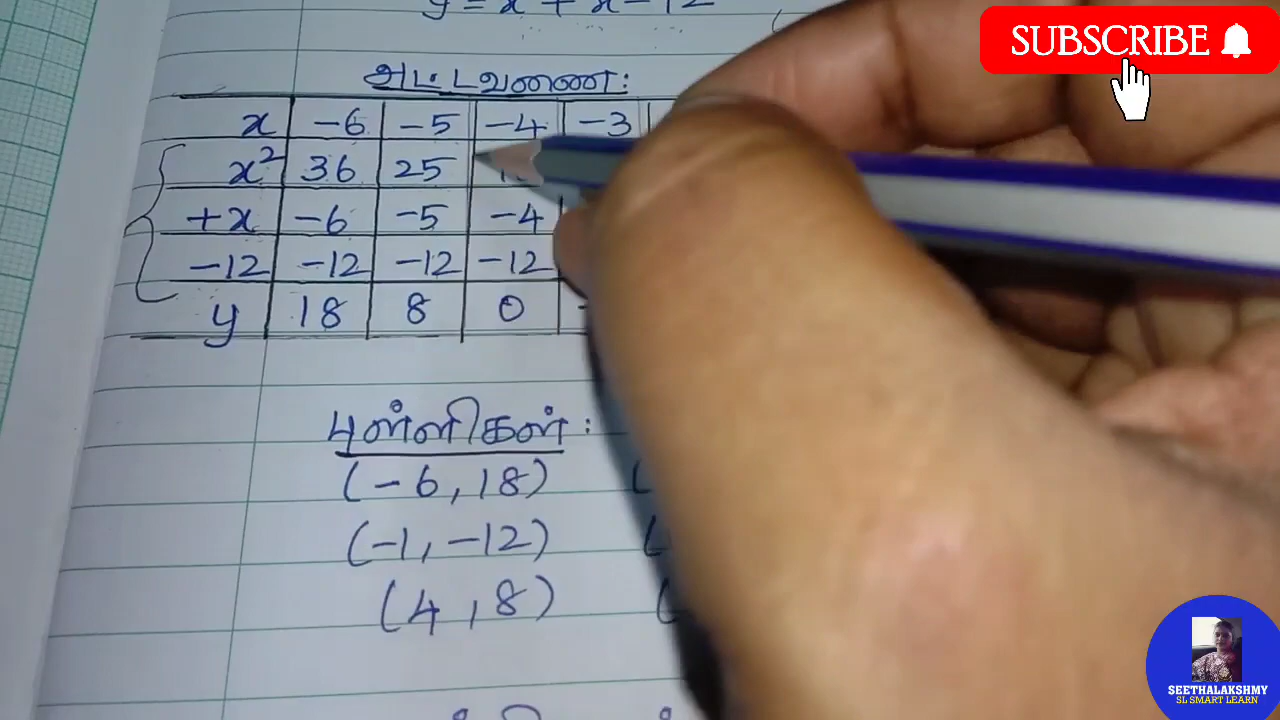 y = x + x - 12
SUBSCRIBE
அட்டவணை:
x -6 -5 -4 -3
x² 36 25
+x -6 -5 -4
-12 -12 -12 -12
y 18 8 0
புள்ளிகள்:
(-6, 18)
(-1, -12)
(4, 8)
SEETHALAKSHMY
SL SMART LEARN